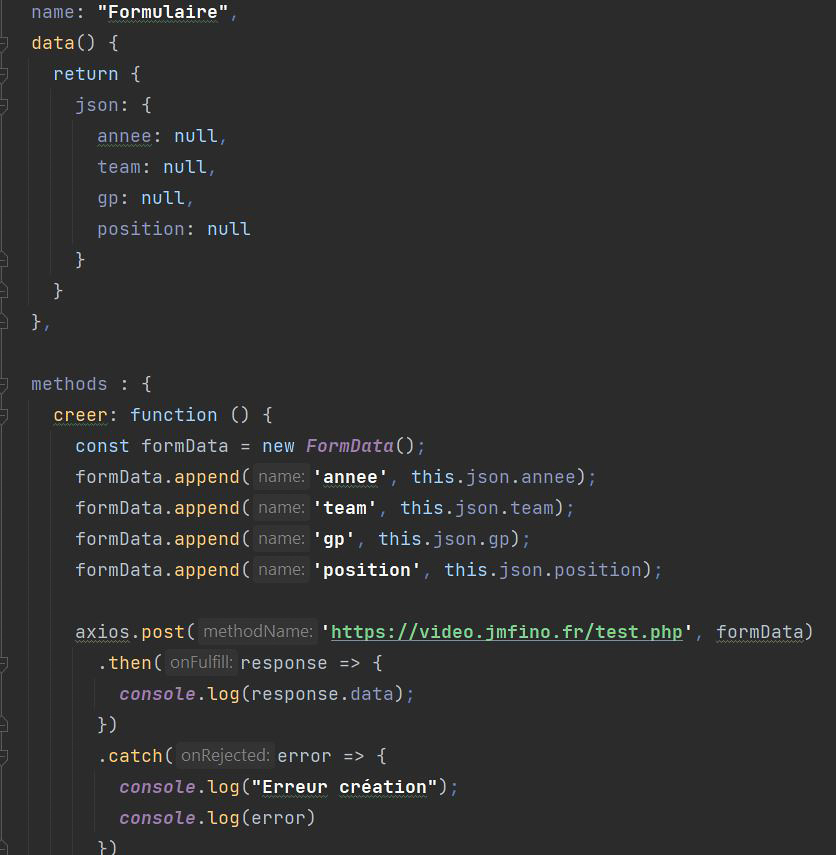 name: "Formulaire",
data() {
return {
json: {
annee: null,
team: null,
gp: null,
position: null
}
}
},
methods : {
creer: function () {
const formData = new FormData();
formData.append( name: 'annee', this.json.annee);
formData.append( name: 'team', this.json.team);
formData.append( name: 'gp', this.json.gp);
formData.append( name: 'position', this.json.position);
axios.post( methodName: 'https://video.jmfino.fr/test.php', formData)
.then( onFulfill: response => {
console.log(response.data);
})
.catch( onRejected: error => {
console.log("Erreur création");
console.log(error)
})